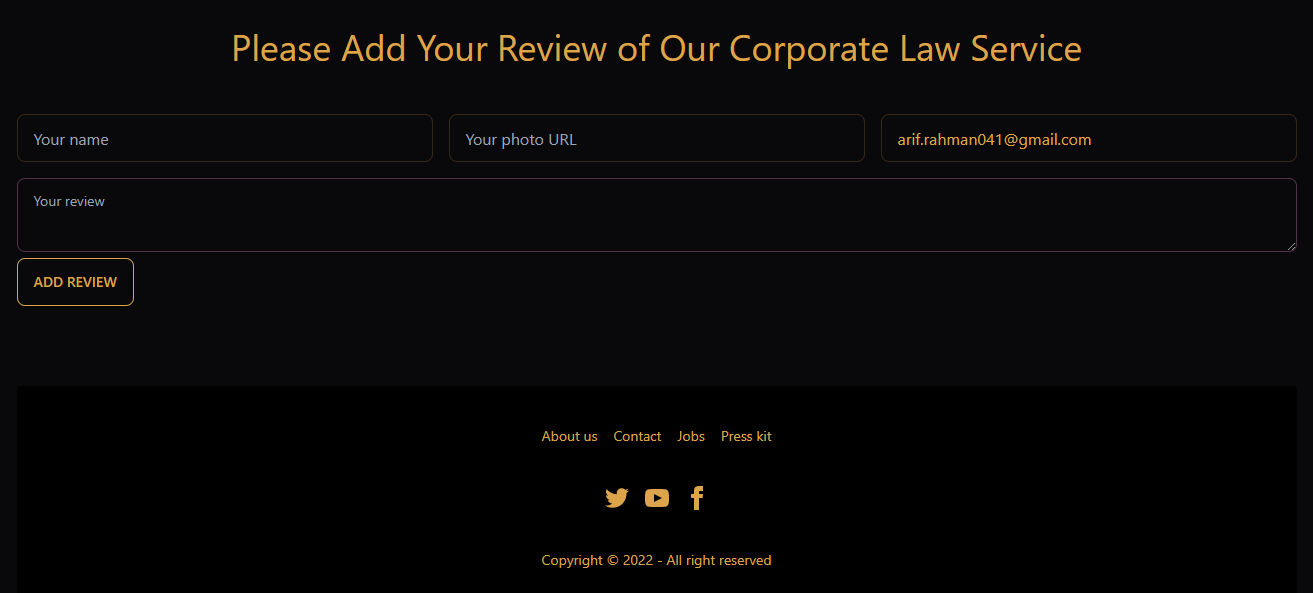 Please Add Your Review of Our Corporate Law Service
Your name
Your photo URL
arif.rahman041@gmail.com
Your review
ADD REVIEW
About us Contact Jobs Press kit
Copyright © 2022 - All right reserved